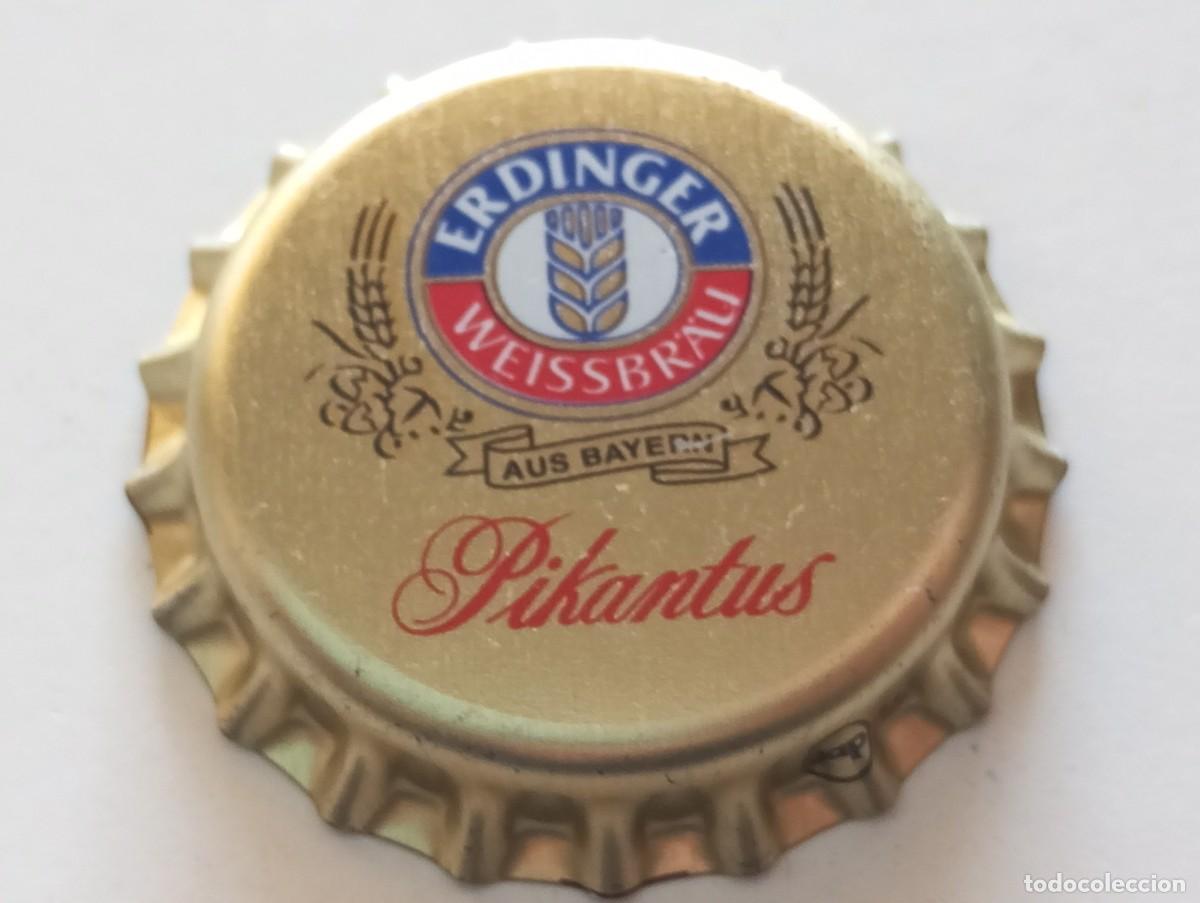 ERDINGER
WEISSBRÄU
AUS BAYERN
Pikantus
todocoleccion